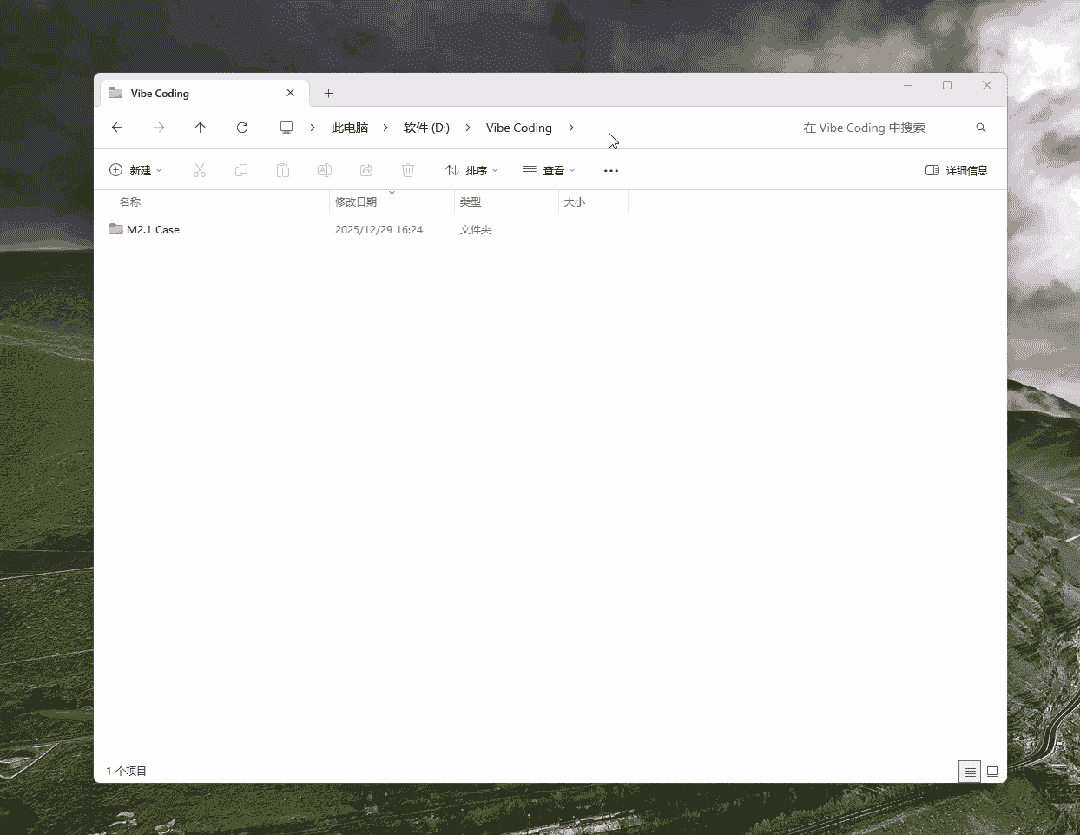 Vibe Coding
此电脑 软件 (D:) Vibe Coding 在 Vibe Coding 中搜索
新建 排序 查看 详细信息
名称 修改日期 类型 大小
M2.1 Case 2025/12/29 16:24 文件夹
1 个项目